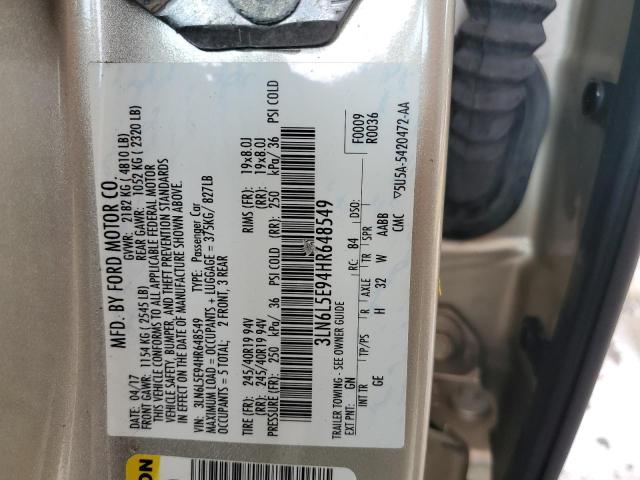 MFD. BY FORD MOTOR CO.
DATE: 04/17 GVWR: 2182 KG ( 4810 LB)
FRONT GAWR: 1154 KG ( 2545 LB) REAR GAWR: 1052 KG ( 2320 LB)
THIS VEHICLE CONFORMS TO ALL APPLICABLE FEDERAL MOTOR
VEHICLE SAFETY, BUMPER, AND THEFT PREVENTION STANDARDS
IN EFFECT ON THE DATE OF MANUFACTURE SHOWN ABOVE.
VIN: 3LN6L5E94HR648549 TYPE: Passenger Car
MAXIMUM LOAD = OCCUPANTS + LUGGAGE = 375KG/ 827LB
OCCUPANTS = 5 TOTAL: 2 FRONT, 3 REAR
TIRE (FR): 245/40R19 94V RIMS (FR): 19x8.0J
(RR): 245/40R19 94V (RR): 19x8.0J
PRESSURE (FR): 250 kPa/ 36 PSI COLD (RR): 250 kPa/ 36 PSI COLD
3LN6L5E94HR648549
F0009
R0036
TRAILER TOWING - SEE OWNER GUIDE
EXT PNT: GN RC: 84 DSO:
INT TR TP/PS R AXLE TR SPR
GE H 32 W AABB
CMC 5U5A-5420472-AA